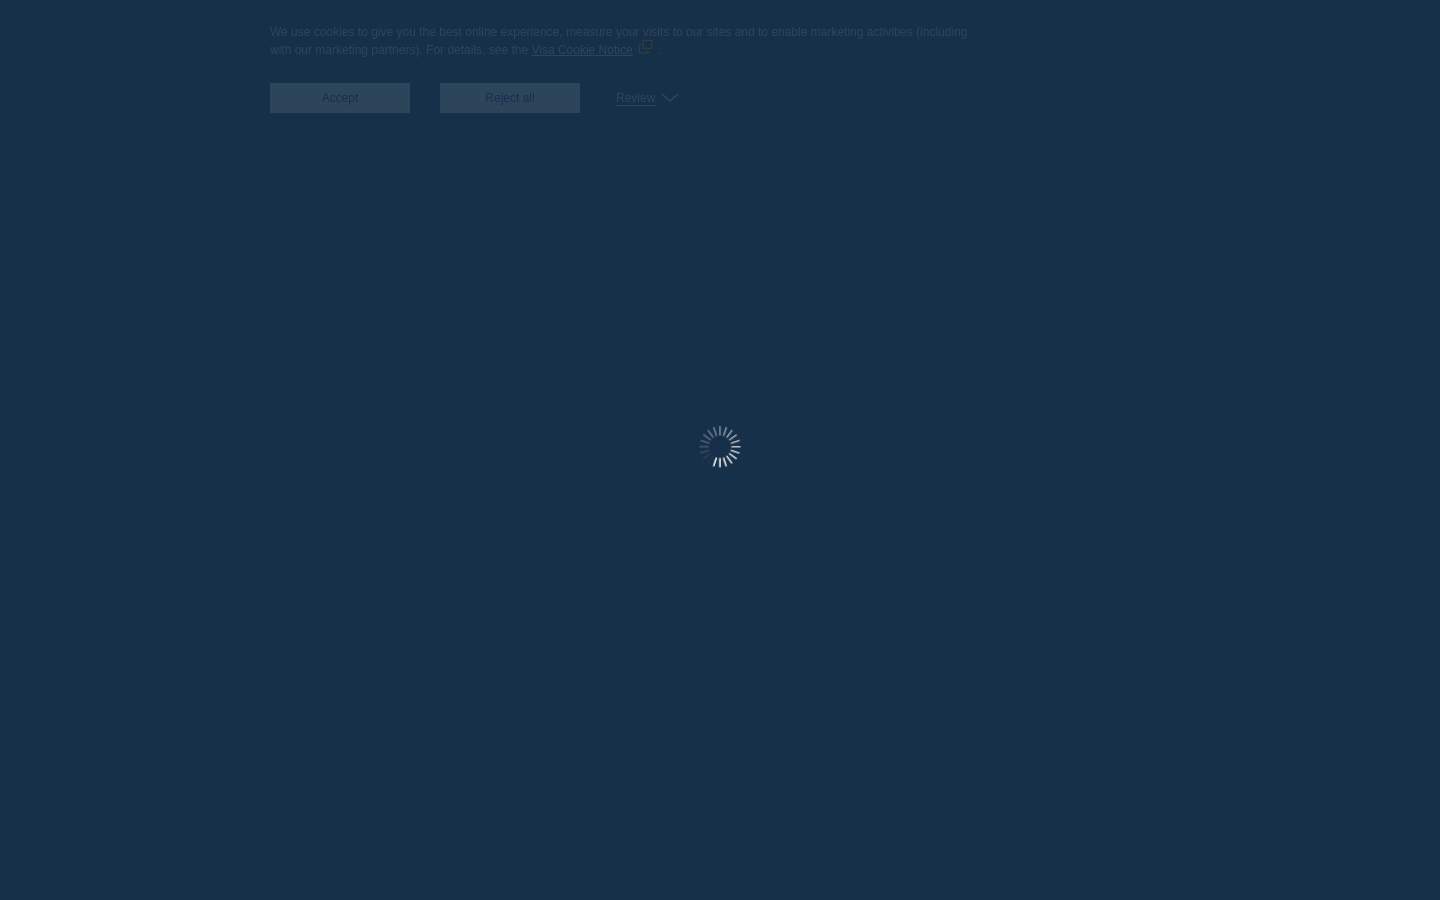 We use cookies to give you the best online experience, measure your visits to our sites and to enable marketing activities (including
with our marketing partners). For details, see the Visa Cookie Notice .
Accept
Reject all
Review